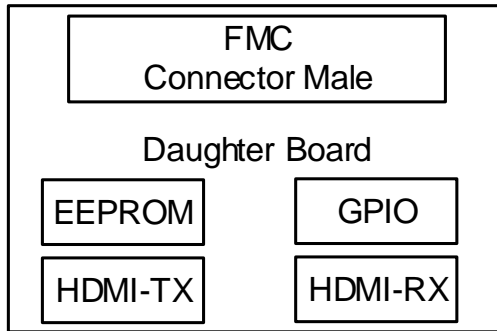 FMC
Connector Male
Daughter Board
EEPROM
GPIO
HDMI-TX
HDMI-RX